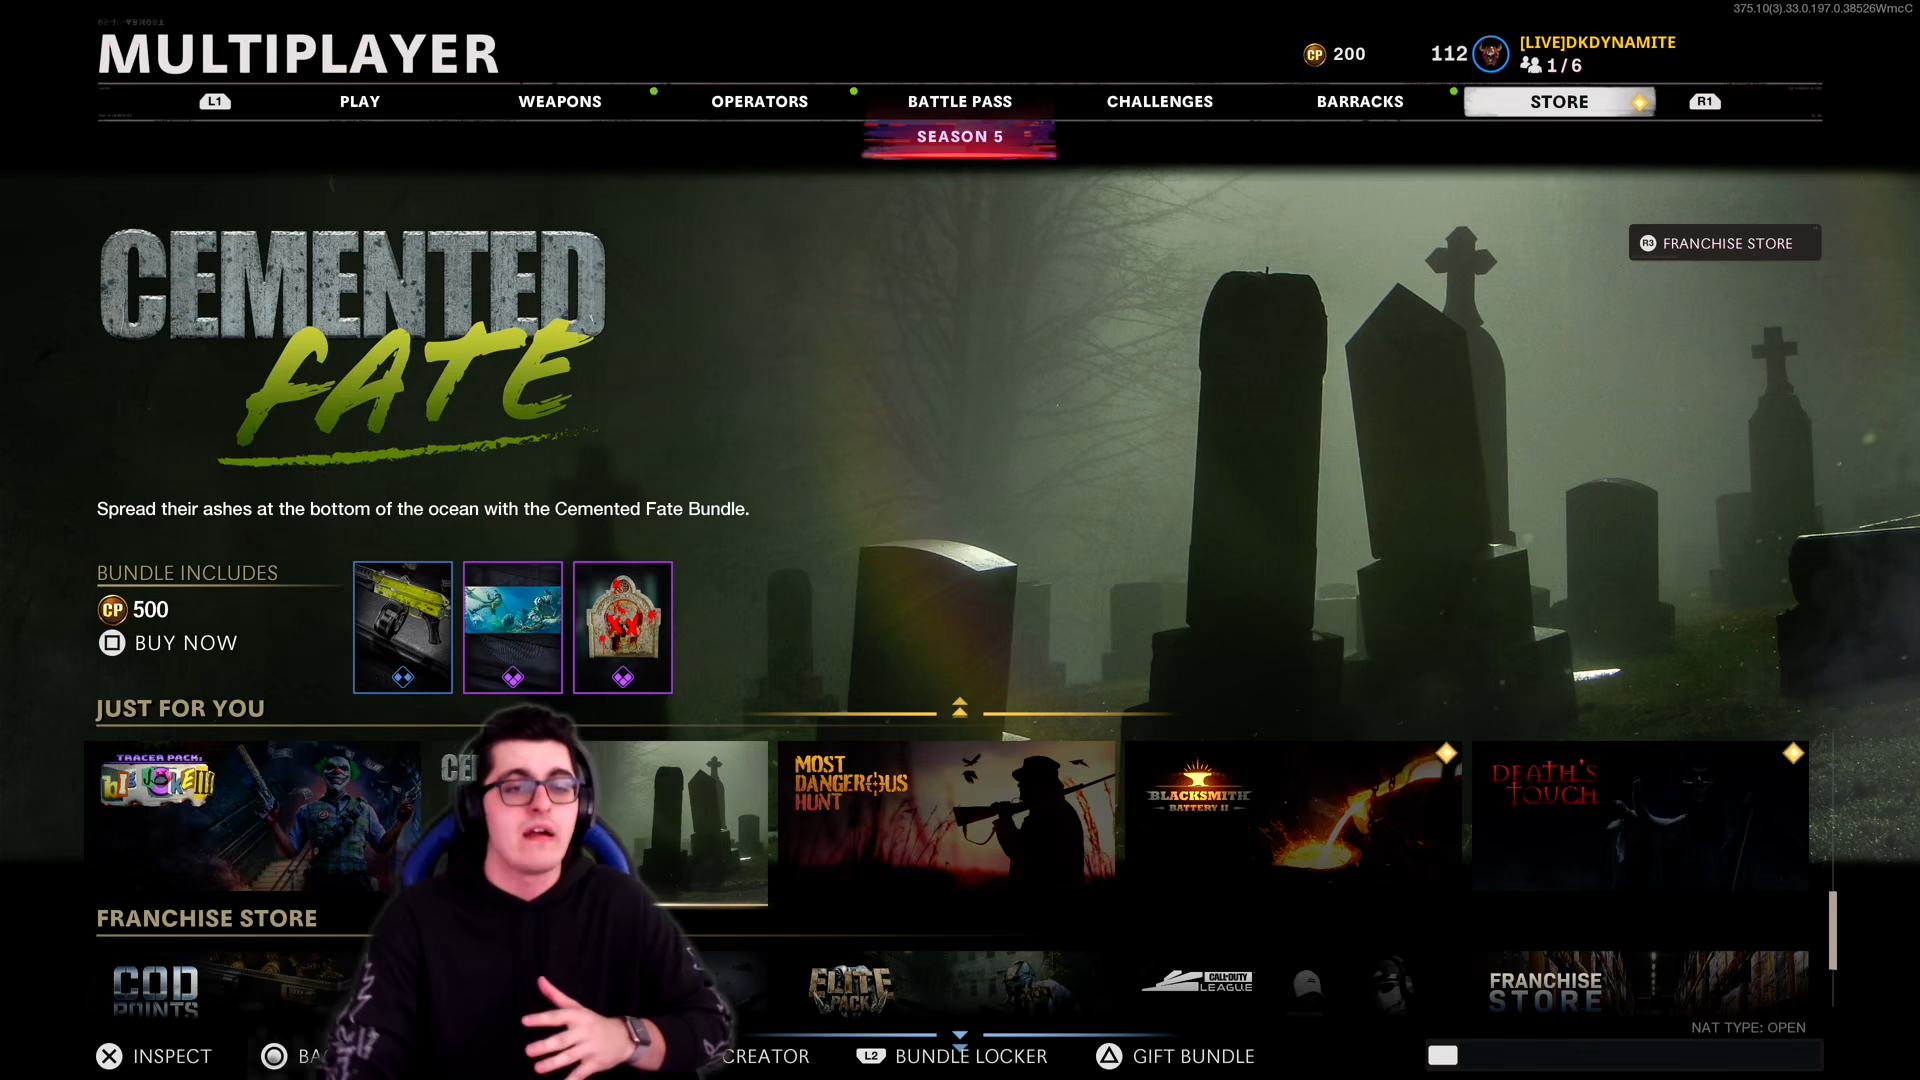 375.10(3).33.0.197.0.38526WmcC
MULTIPLAYER
CP 200
112
[LIVE]DKDYNAMITE
1 / 6
L1
PLAY
WEAPONS
OPERATORS
BATTLE PASS
CHALLENGES
BARRACKS
STORE
R1
SEASON 5
R3 FRANCHISE STORE
CEMENTED
FATE
Spread their ashes at the bottom of the ocean with the Cemented Fate Bundle.
BUNDLE INCLUDES
CP 500
BUY NOW
JUST FOR YOU
TRACER PACK:
MOST
DANGEROUS
HUNT
BLACKSMITH
BATTERY II
DEATH'S
TOUCH
FRANCHISE STORE
COD
POINTS
ELITE
PACK
CALL OF DUTY
LEAGUE
FRANCHISE
STORE
NAT TYPE: OPEN
INSPECT
CREATOR
L2 BUNDLE LOCKER
GIFT BUNDLE